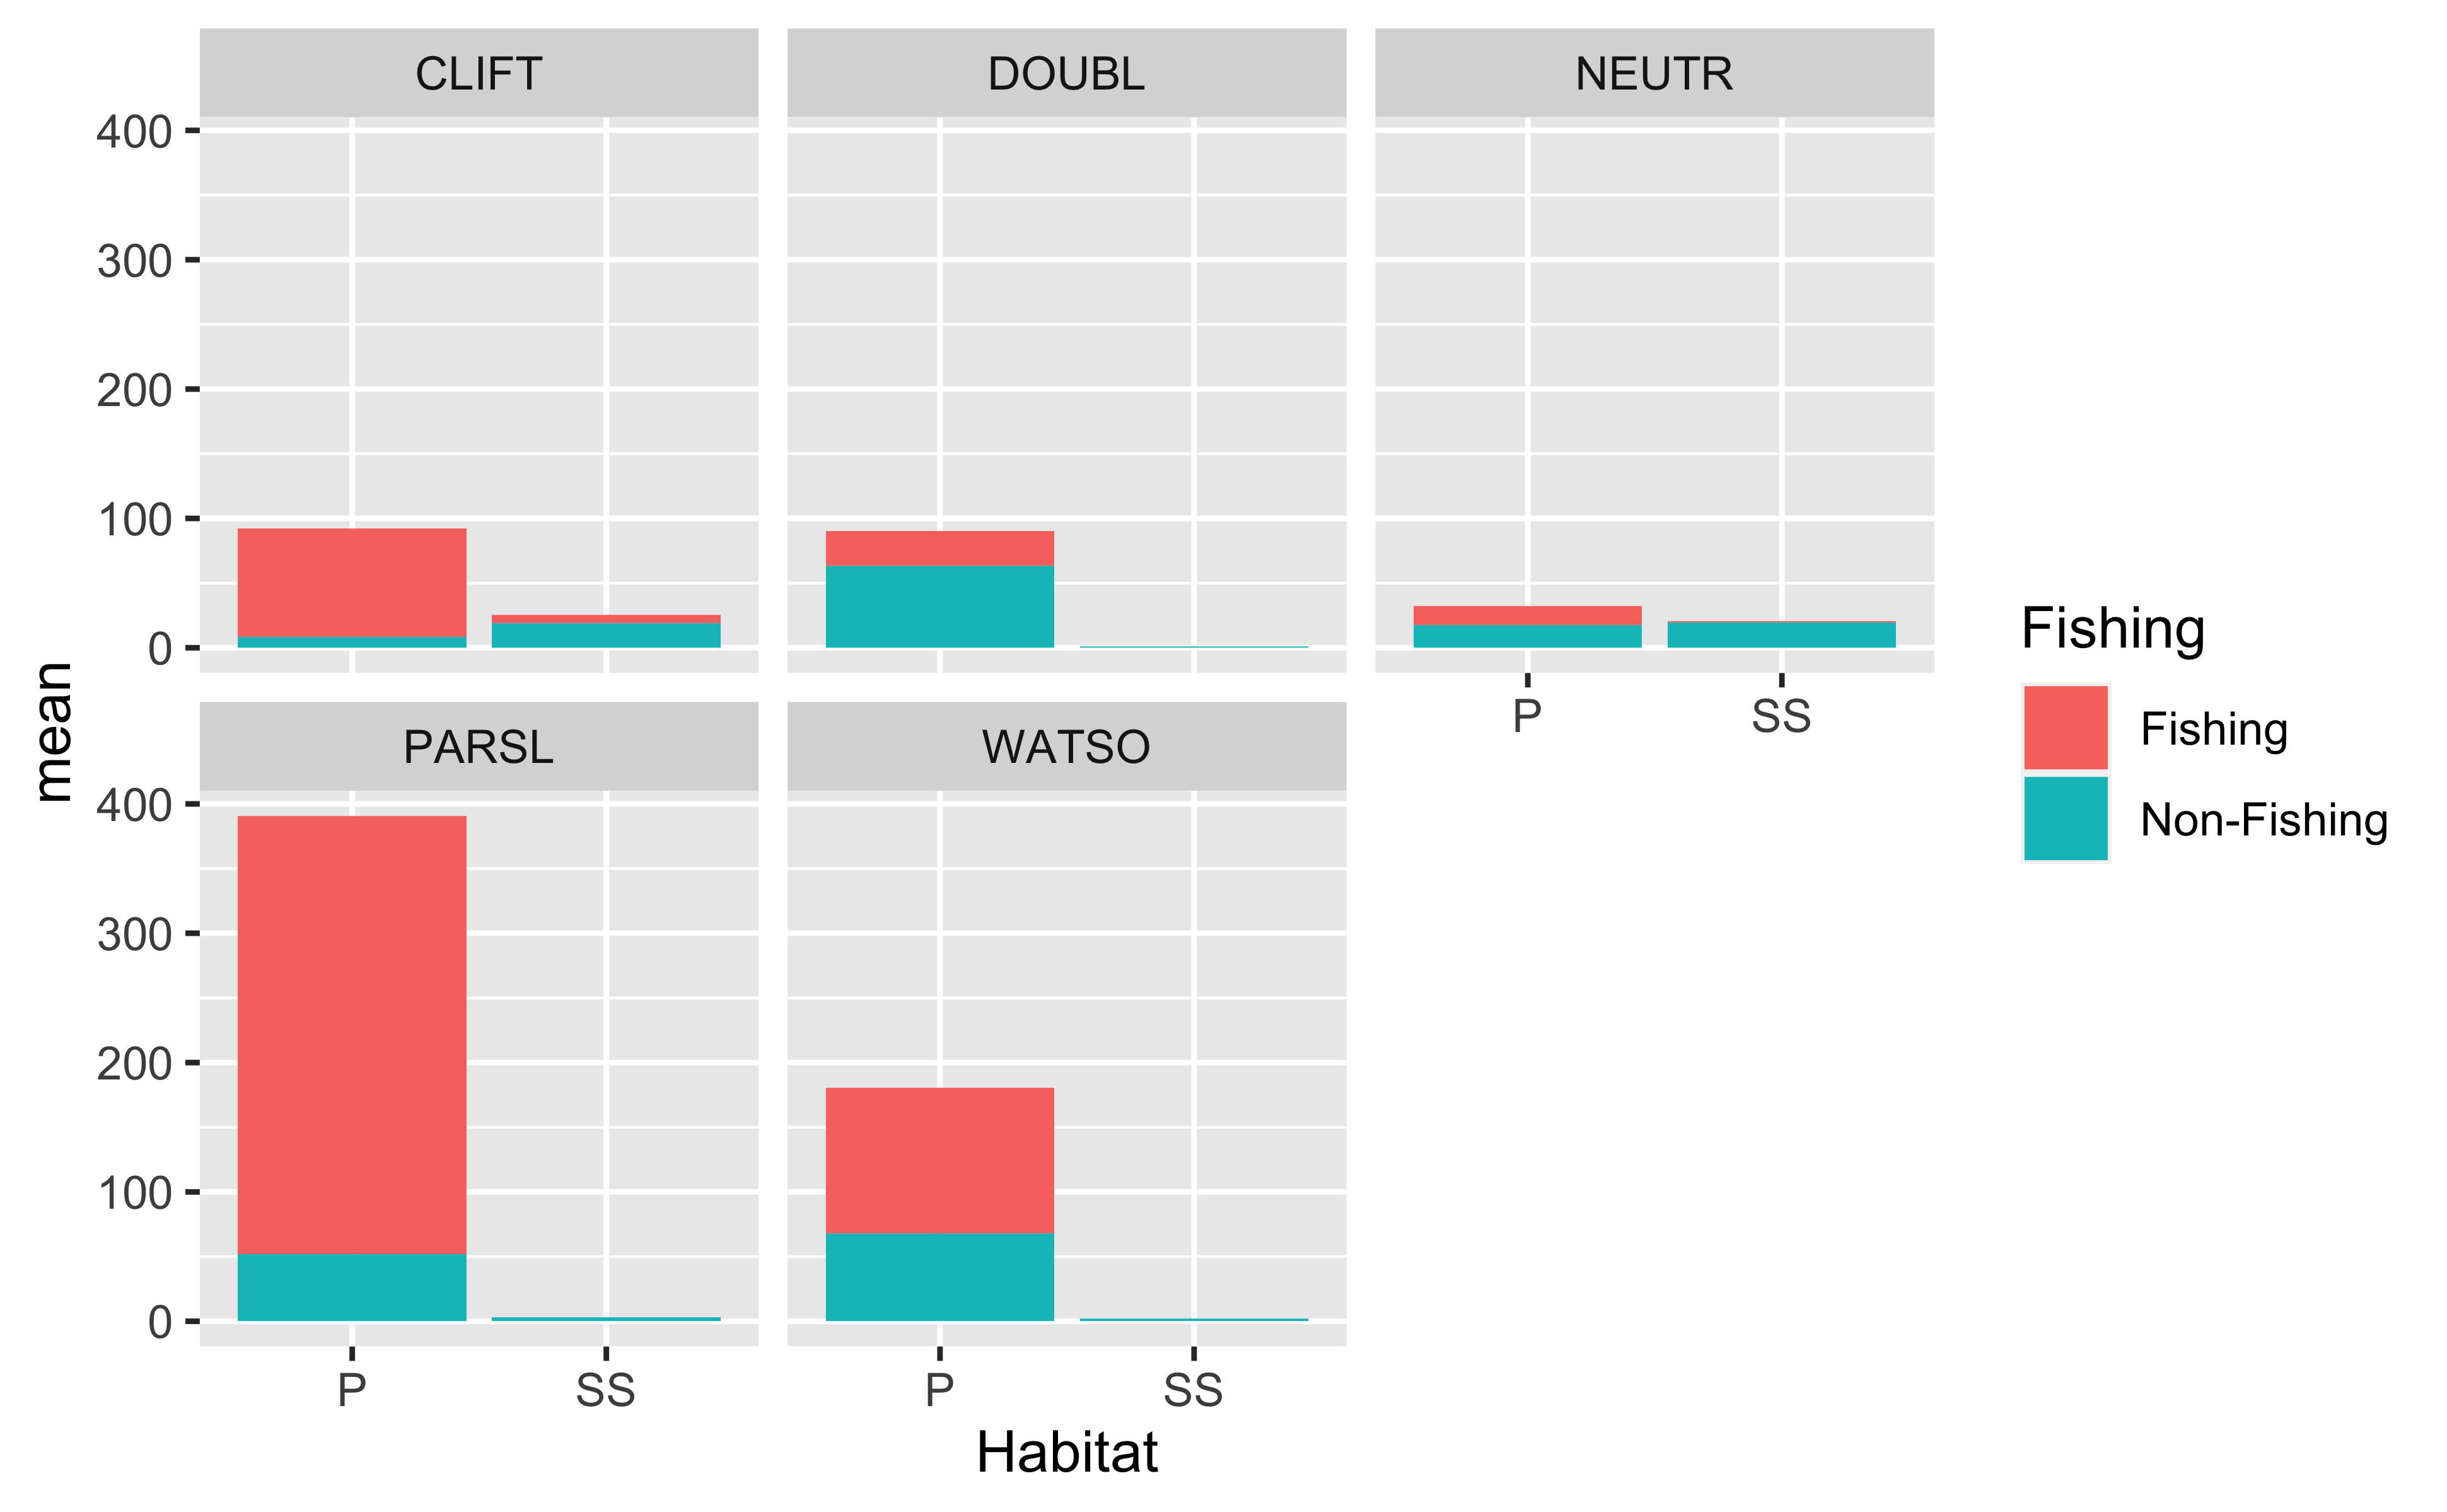 CLIFT DOUBL NEUTR
400
300
200
100
0
P SS
mean
PARSL WATSO
400
300
200
100
0
P SS P SS
Habitat
Fishing
Fishing
Non-Fishing